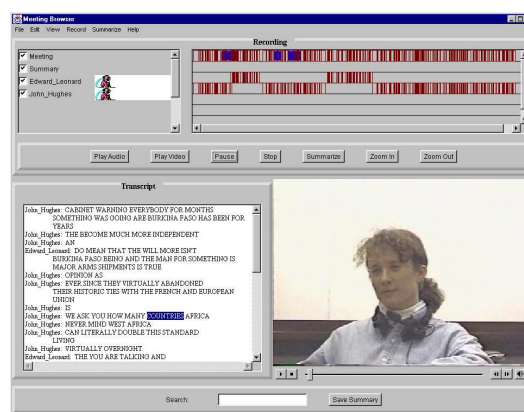 Meeting Browser
File Edit View Record Summarize Help
Recording
Meeting
Summary
Edward_Leonard
John_Hughes
Play Audio Play Video Pause Stop Summarize Zoom In Zoom Out
Transcript
John_Hughes: CABINET WARNING EVERYBODY FOR MONTHS
SOMETHING WAS GOING ARE BURKINA FASO HAS BEEN FOR
YEARS
John_Hughes: THE BECOME MUCH MORE INDEPENDENT
John_Hughes: AN
Edward_Leonard: DO MEAN THAT THE WILL MORE ISN'T
BURKINA FASO BEING AND THE MAN FOR SOMETHING IS
MAJOR ARMS SHIPMENTS IS TRUE
John_Hughes: OPINION AS
John_Hughes: EVER SINCE THEY VIRTUALLY ABANDONED
THEIR HISTORIC TIES WITH THE FRENCH AND EUROPEAN
UNION
John_Hughes: IS
John_Hughes: WE ASK YOU HOW MANY COUNTRIES AFRICA
John_Hughes: NEVER MIND WEST AFRICA
John_Hughes: CAN LITERALLY DOUBLE THIS STANDARD
LIVING
John_Hughes: VIRTUALLY OVERNIGHT
Edward_Leonard: THE YOU ARE TALKING AND
Search: Save Summary